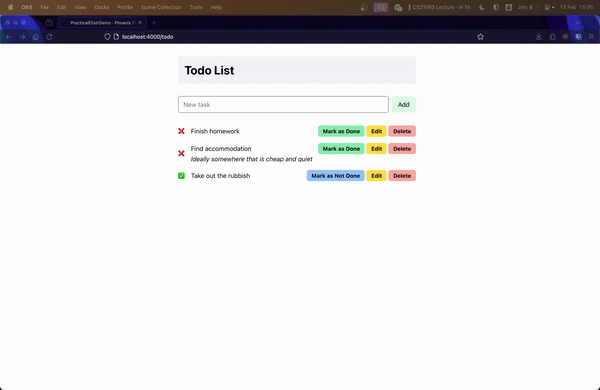 OBS File Edit View Docks Profile Scene Collection Tools Help
CS2109S Lecture · in 1h 25% 13 Feb 15:00
PracticalElixirDemo · Phoenix
localhost:4000/todo
Todo List
New task Add
Finish homework Mark as Done Edit Delete
Find accommodation Mark as Done Edit Delete
Ideally somewhere that is cheap and quiet
Take out the rubbish Mark as Not Done Edit Delete